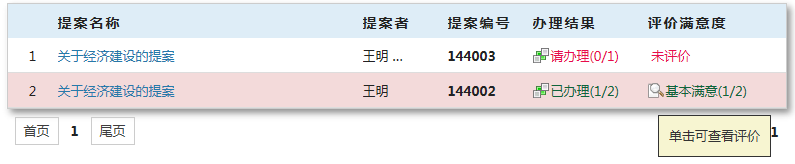 提案名称 提案者 提案编号 办理结果 评价满意度
1 关于经济建设的提案 王明 ... 144003 请办理(0/1) 未评价
2 关于经济建设的提案 王明 144002 已办理(1/2) 基本满意(1/2)
首页 1 尾页 单击可查看评价 1